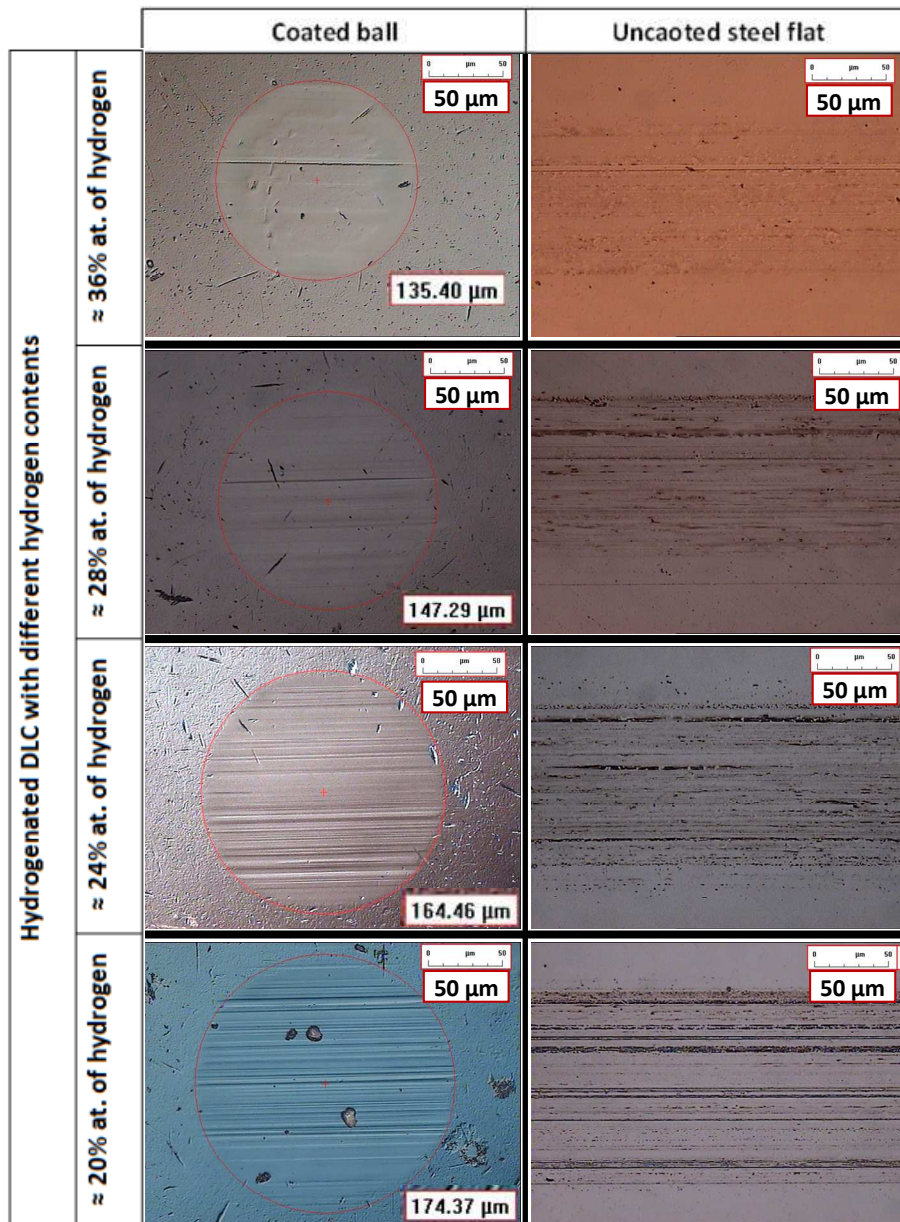 Coated ball
Uncaoted steel flat
Hydrogenated DLC with different hydrogen contents
≈ 36% at. of hydrogen
0 µm 50
50 µm
135.40 µm
0 µm 50
50 µm
≈ 28% at. of hydrogen
0 µm 50
50 µm
147.29 µm
0 µm 50
50 µm
≈ 24% at. of hydrogen
0 µm 50
50 µm
164.46 µm
0 µm 50
50 µm
≈ 20% at. of hydrogen
0 µm 50
50 µm
174.37 µm
0 µm 50
50 µm